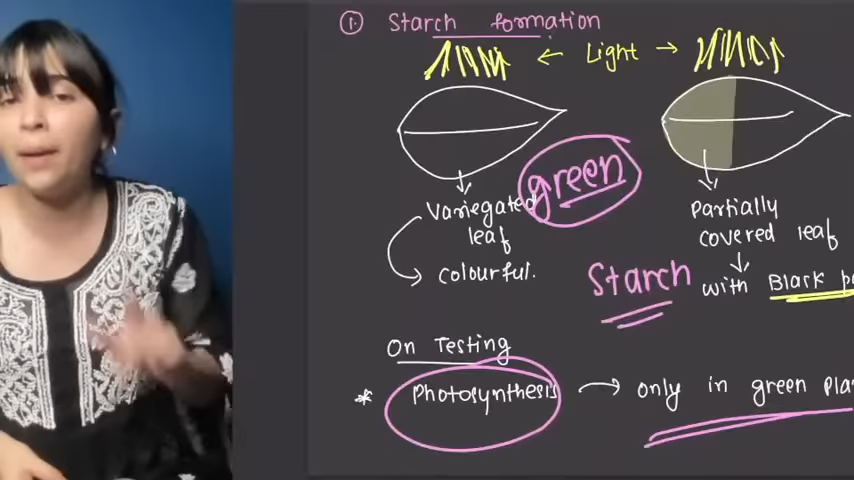 ① Starch formation
← Light →
green
Variegated
leaf
colourful.
Partially
covered leaf
with Black
Starch
On Testing
* Photosynthesis → only in green